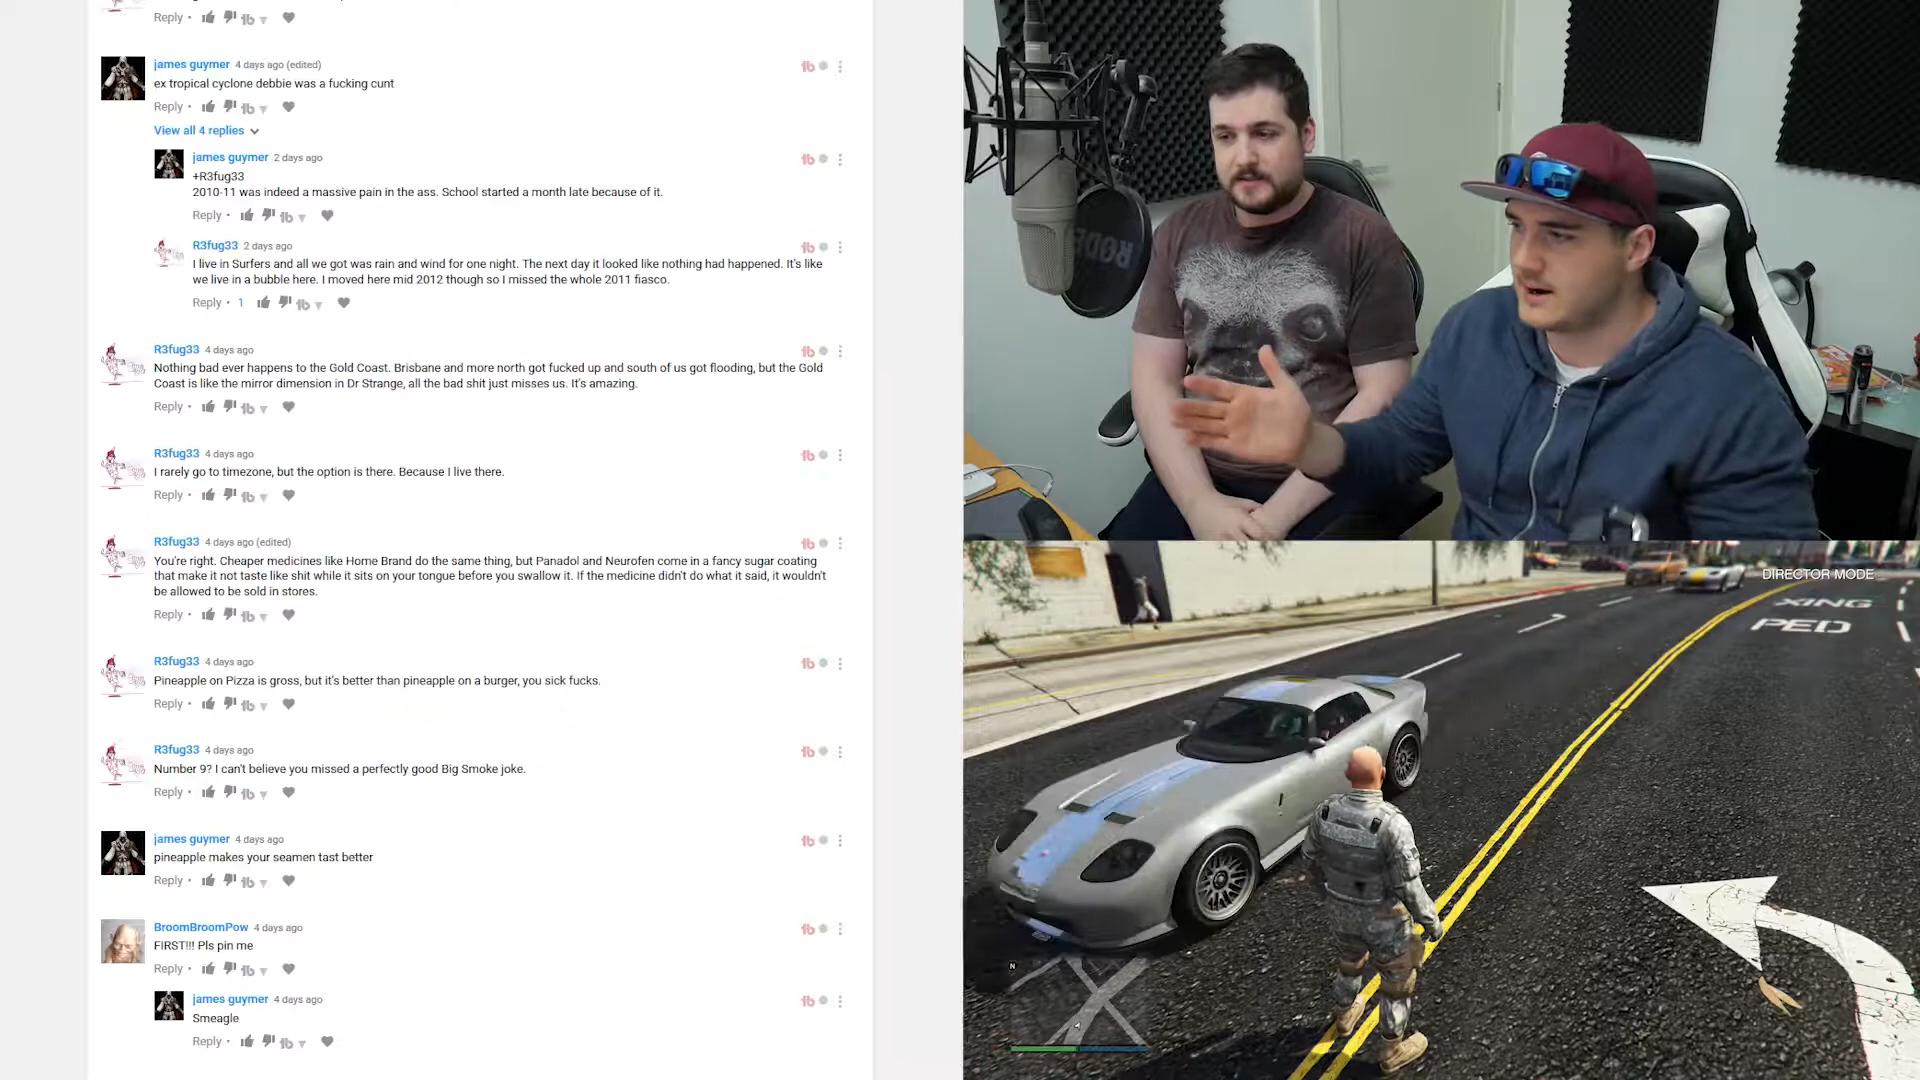 Reply •
james guymer 4 days ago (edited)
ex tropical cyclone debbie was a fucking cunt
Reply •
View all 4 replies
james guymer 2 days ago
+R3fug33
2010-11 was indeed a massive pain in the ass. School started a month late because of it.
Reply •
R3fug33 2 days ago
I live in Surfers and all we got was rain and wind for one night. The next day it looked like nothing had happened. It's like
we live in a bubble here. I moved here mid 2012 though so I missed the whole 2011 fiasco.
Reply • 1
R3fug33 4 days ago
Nothing bad ever happens to the Gold Coast. Brisbane and more north got fucked up and south of us got flooding, but the Gold
Coast is like the mirror dimension in Dr Strange, all the bad shit just misses us. It's amazing.
Reply •
R3fug33 4 days ago
I rarely go to timezone, but the option is there. Because I live there.
Reply •
R3fug33 4 days ago (edited)
You're right. Cheaper medicines like Home Brand do the same thing, but Panadol and Neurofen come in a fancy sugar coating
that make it not taste like shit while it sits on your tongue before you swallow it. If the medicine didn't do what it said, it wouldn't
be allowed to be sold in stores.
Reply •
R3fug33 4 days ago
Pineapple on Pizza is gross, but it's better than pineapple on a burger, you sick fucks.
Reply •
R3fug33 4 days ago
Number 9? I can't believe you missed a perfectly good Big Smoke joke.
Reply •
james guymer 4 days ago
pineapple makes your seamen tast better
Reply •
BroomBroomPow 4 days ago
FIRST!!! Pls pin me
Reply •
james guymer 4 days ago
Smeagle
Reply •
RODE
DIRECTOR MODE
XING
PED
N